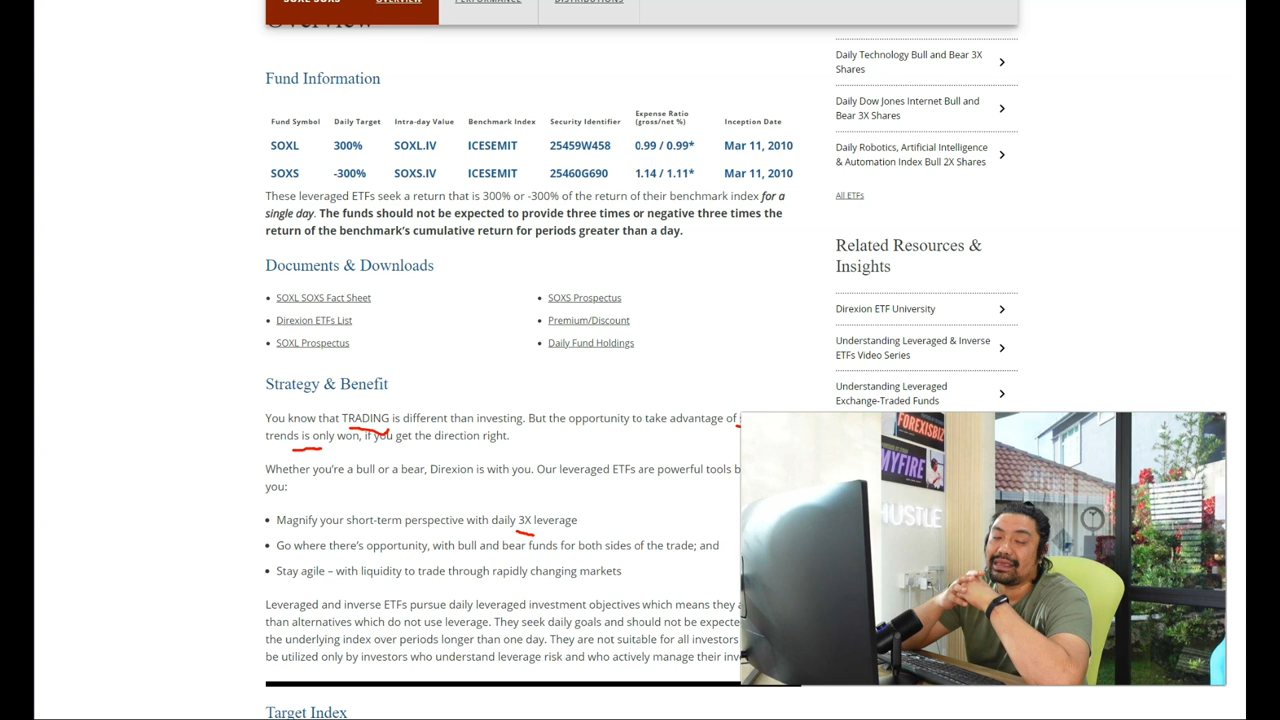 SOXL SOXS OVERVIEW PERFORMANCE DISTRIBUTIONS
Overview
Fund Information
Fund Symbol Daily Target Intra-day Value Benchmark Index Security Identifier Expense Ratio (gross/net %) Inception Date
SOXL 300% SOXL.IV ICESEMIT 25459W458 0.99 / 0.99* Mar 11, 2010
SOXS -300% SOXS.IV ICESEMIT 25460G690 1.14 / 1.11* Mar 11, 2010
These leveraged ETFs seek a return that is 300% or -300% of the return of their benchmark index for a
single day. The funds should not be expected to provide three times or negative three times the
return of the benchmark's cumulative return for periods greater than a day.
Documents & Downloads
• SOXL SOXS Fact Sheet
• Direxion ETFs List
• SOXL Prospectus
• SOXS Prospectus
• Premium/Discount
• Daily Fund Holdings
Strategy & Benefit
You know that TRADING is different than investing. But the opportunity to take advantage of
trends is only won, if you get the direction right.
Whether you're a bull or a bear, Direxion is with you. Our leveraged ETFs are powerful tools
you:
• Magnify your short-term perspective with daily 3X leverage
• Go where there's opportunity, with bull and bear funds for both sides of the trade; and
• Stay agile – with liquidity to trade through rapidly changing markets
Leveraged and inverse ETFs pursue daily leveraged investment objectives which means they
than alternatives which do not use leverage. They seek daily goals and should not be expected
the underlying index over periods longer than one day. They are not suitable for all investors
be utilized only by investors who understand leverage risk and who actively manage their
Target Index
Daily Technology Bull and Bear 3X
Shares
Daily Dow Jones Internet Bull and
Bear 3X Shares
Daily Robotics, Artificial Intelligence
& Automation Index Bull 2X Shares
All ETFs
Related Resources &
Insights
Direxion ETF University
Understanding Leveraged & Inverse
ETFs Video Series
Understanding Leveraged
Exchange-Traded Funds
FOREXISBIZ
MYFIRE
HUSTLE